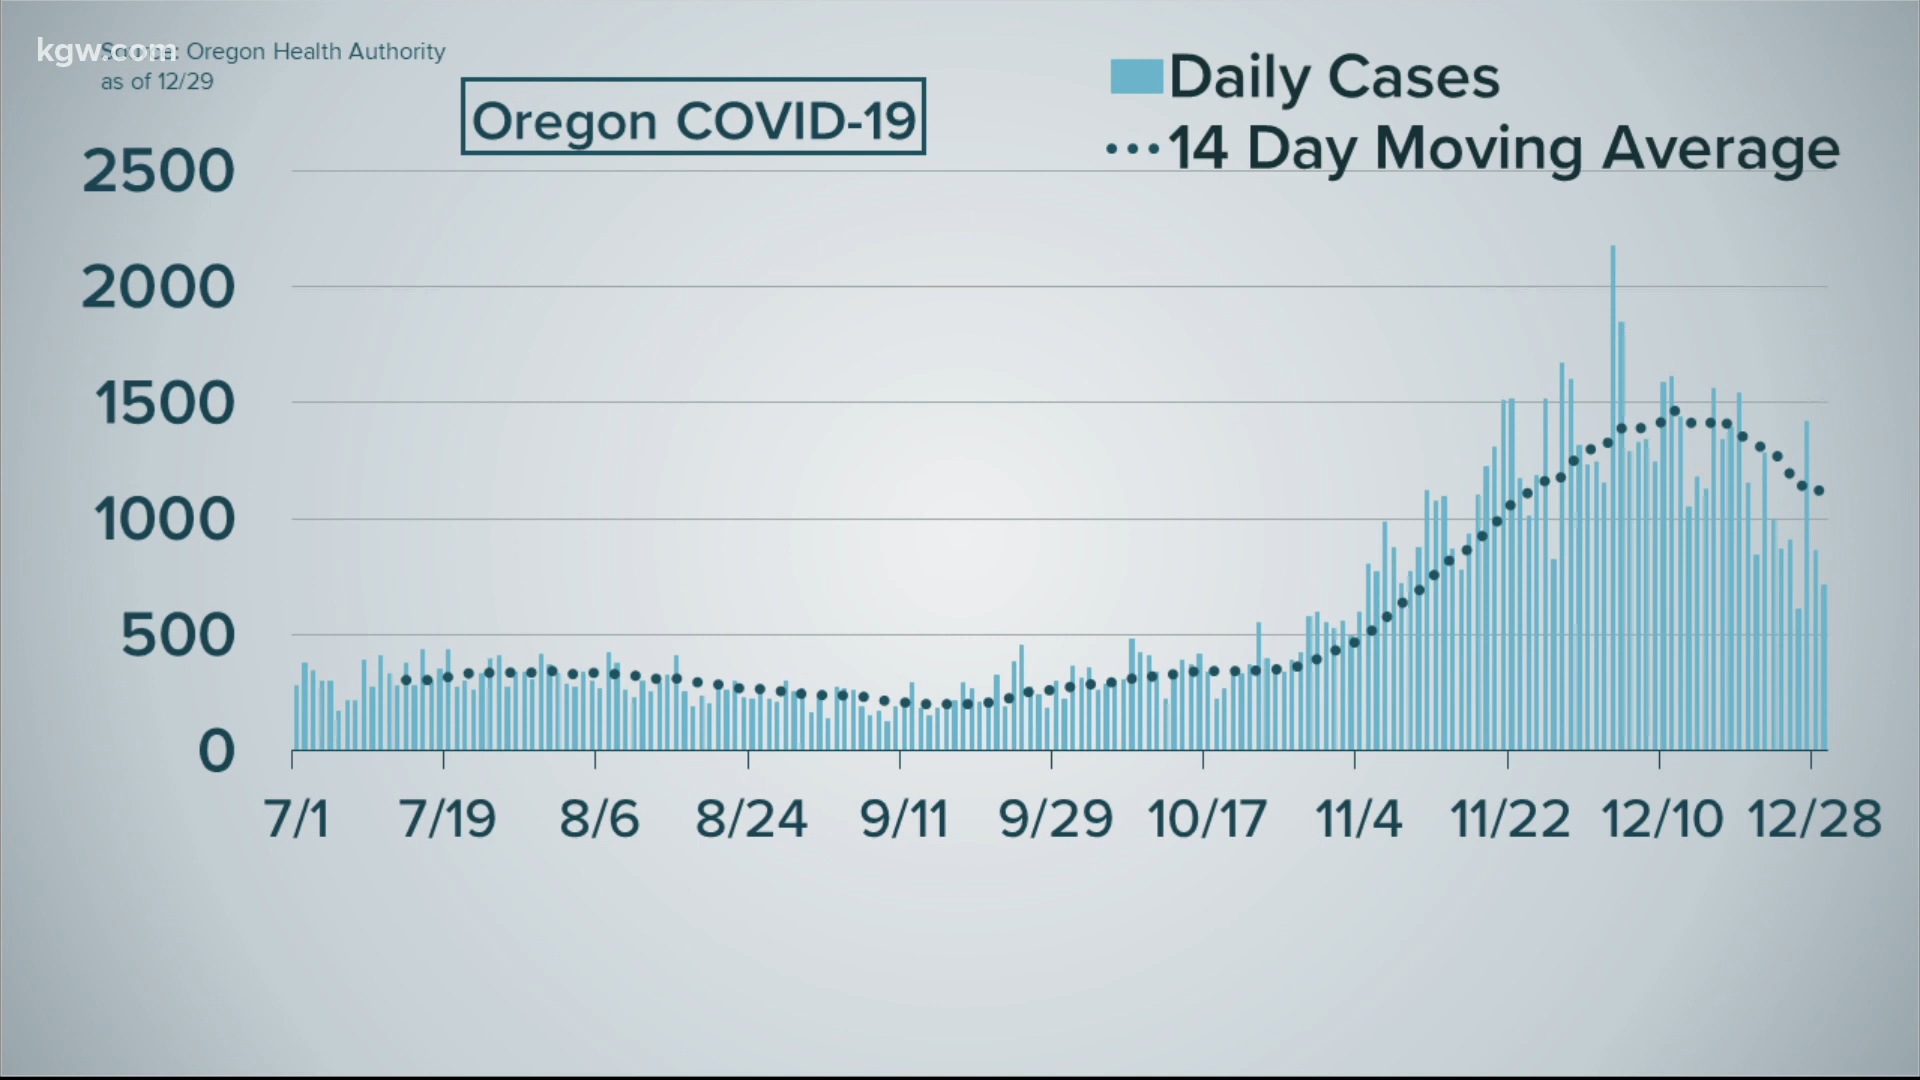 kgw.com
Source: Oregon Health Authority
as of 12/29
Oregon COVID-19
Daily Cases
14 Day Moving Average
2500
2000
1500
1000
500
0
7/1 7/19 8/6 8/24 9/11 9/29 10/17 11/4 11/22 12/10 12/28